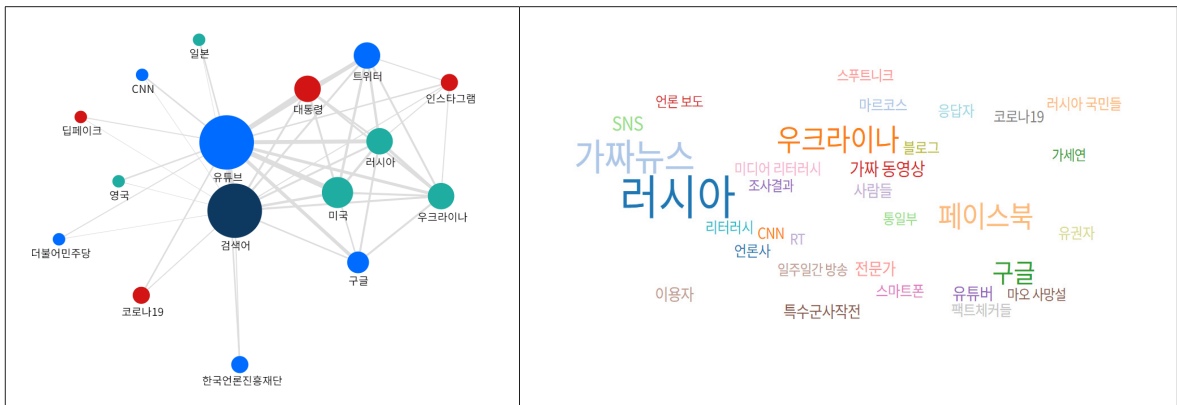 일본
CNN
트위터
대통령
인스타그램
딥페이크
유튜브
러시아
영국
미국
우크라이나
더불어민주당
검색어
구글
코로나19
한국언론진흥재단
스푸트니크
언론 보도
마르코스
응답자
러시아 국민들
SNS
코로나19
우크라이나
블로그
가짜뉴스
가세연
미디어 리터러시
가짜 동영상
조사결과
사람들
러시아
페이스북
리터러시
CNN
RT
통일부
유권자
언론사
일주일간 방송
전문가
구글
이용자
스마트폰
유튜버
마오 사망설
특수군사작전
팩트체커들